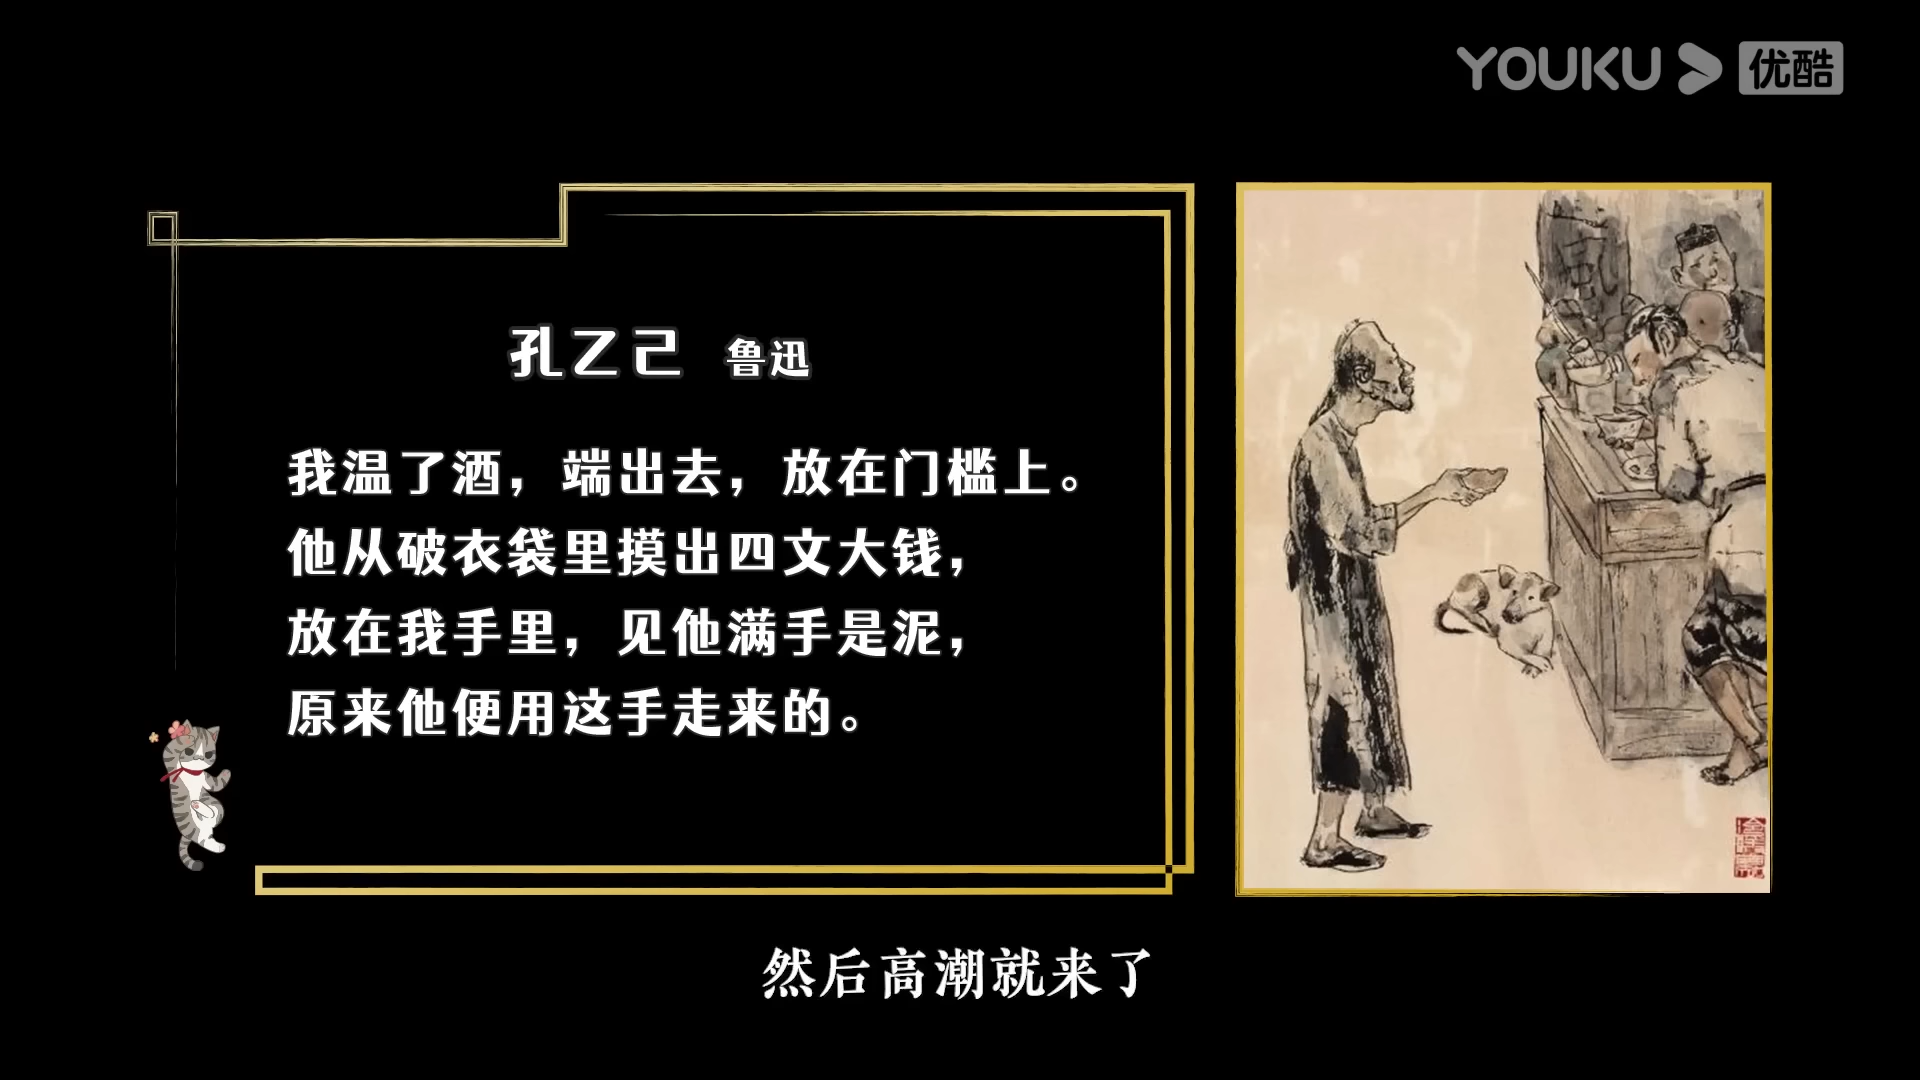 YOUKU 优酷
孔乙己 鲁迅
我温了酒，端出去，放在门槛上。
他从破衣袋里摸出四文大钱，
放在我手里，见他满手是泥，
原来他便用这手走来的。
然后高潮就来了